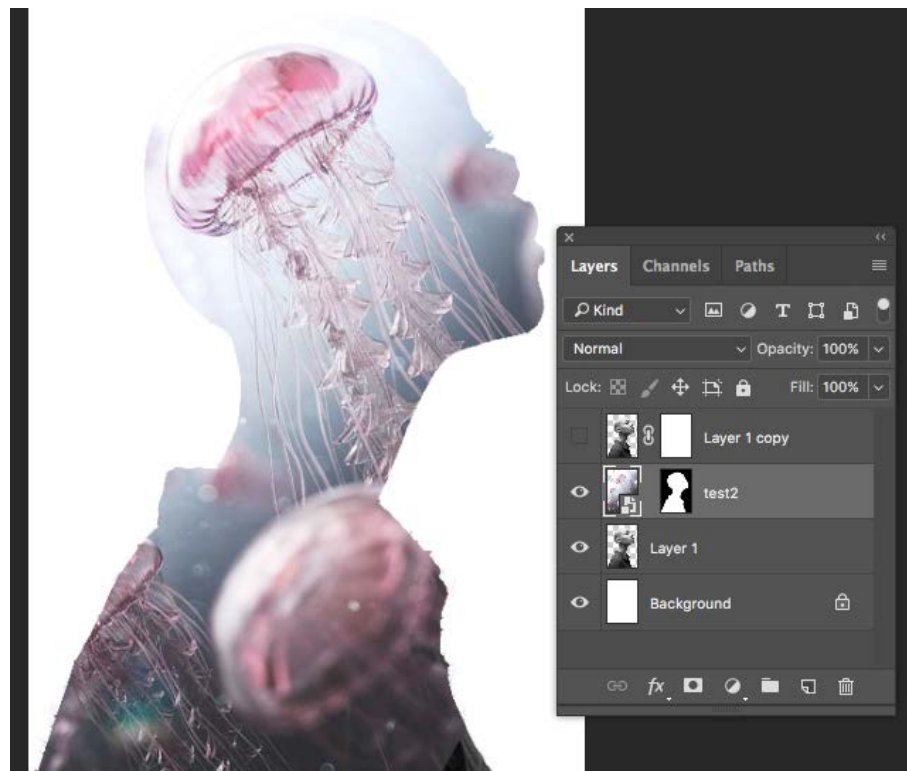 Layers Channels Paths
Kind
Normal Opacity: 100%
Lock: Fill: 100%
Layer 1 copy
test2
Layer 1
Background
fx